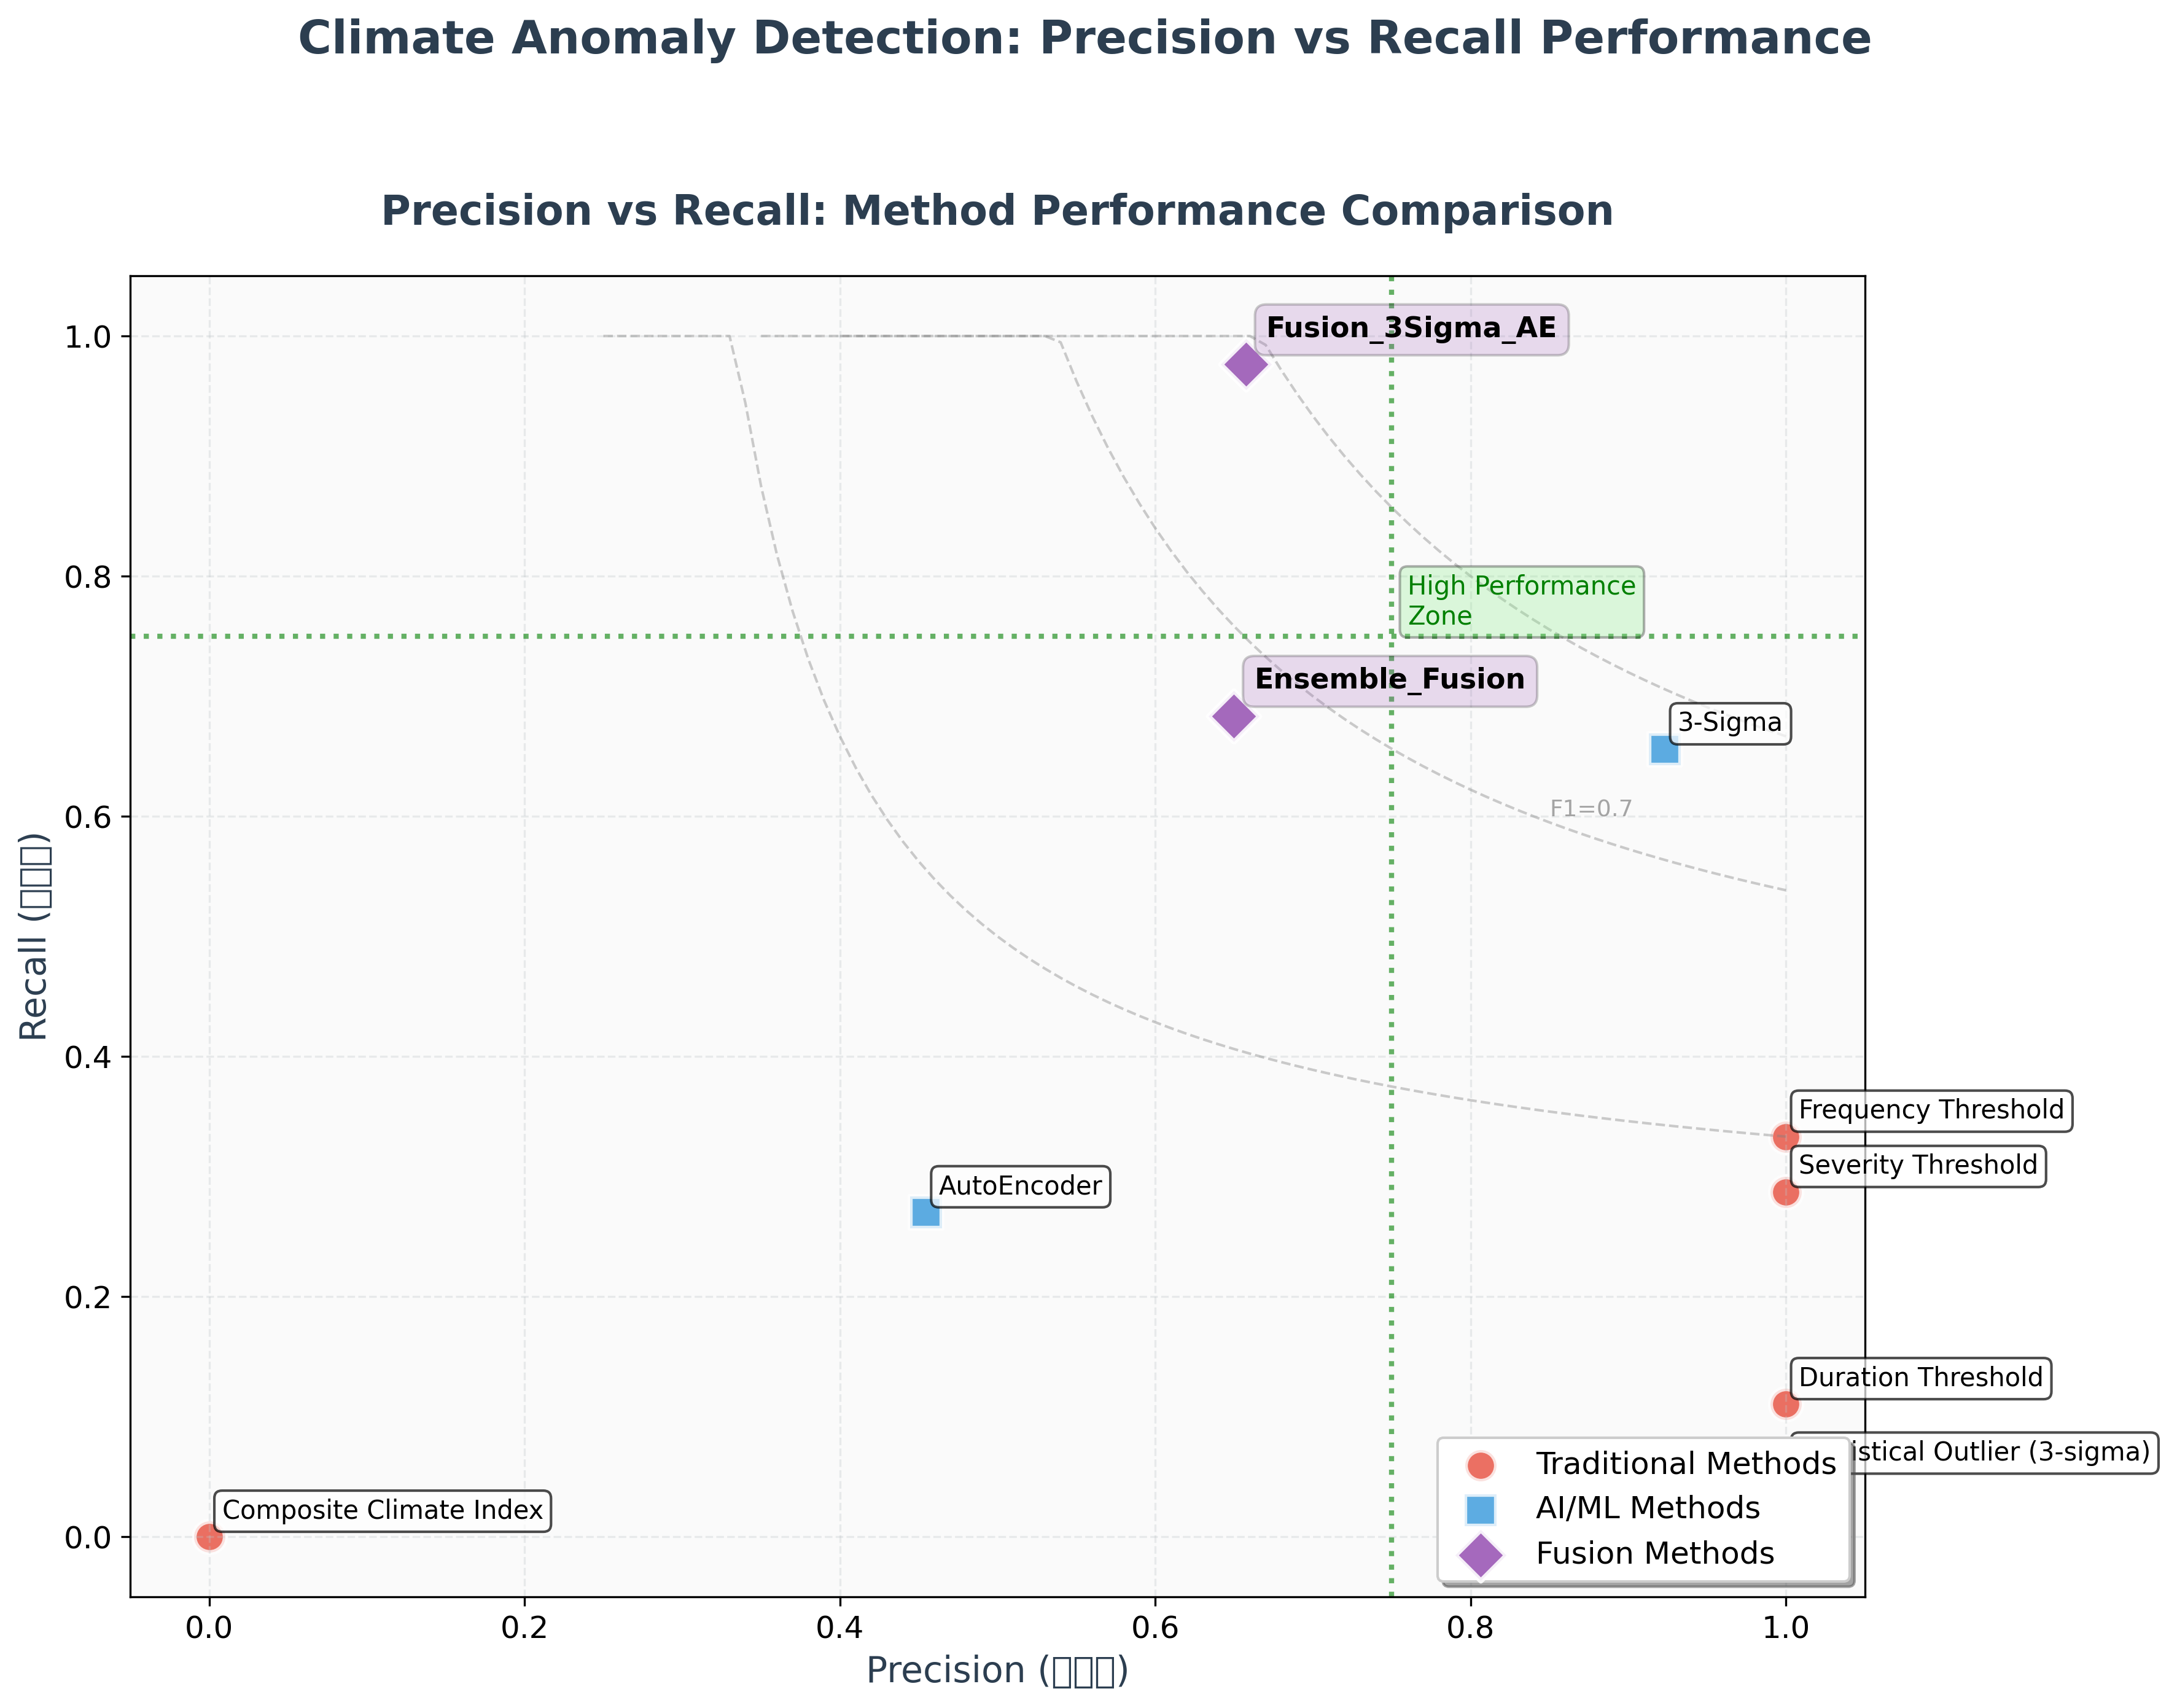 Climate Anomaly Detection: Precision vs Recall Performance
Precision vs Recall: Method Performance Comparison
1.0
0.8
0.6
0.4
0.2
0.0
Recall (□□□)
Fusion_3Sigma_AE
High Performance
Zone
Ensemble_Fusion
3-Sigma
F1=0.7
Frequency Threshold
Severity Threshold
AutoEncoder
Duration Threshold
Outlier (3-sigma)
Composite Climate Index
Traditional Methods
AI/ML Methods
Fusion Methods
0.0
0.2
0.4
0.6
0.8
1.0
Precision (□□□)